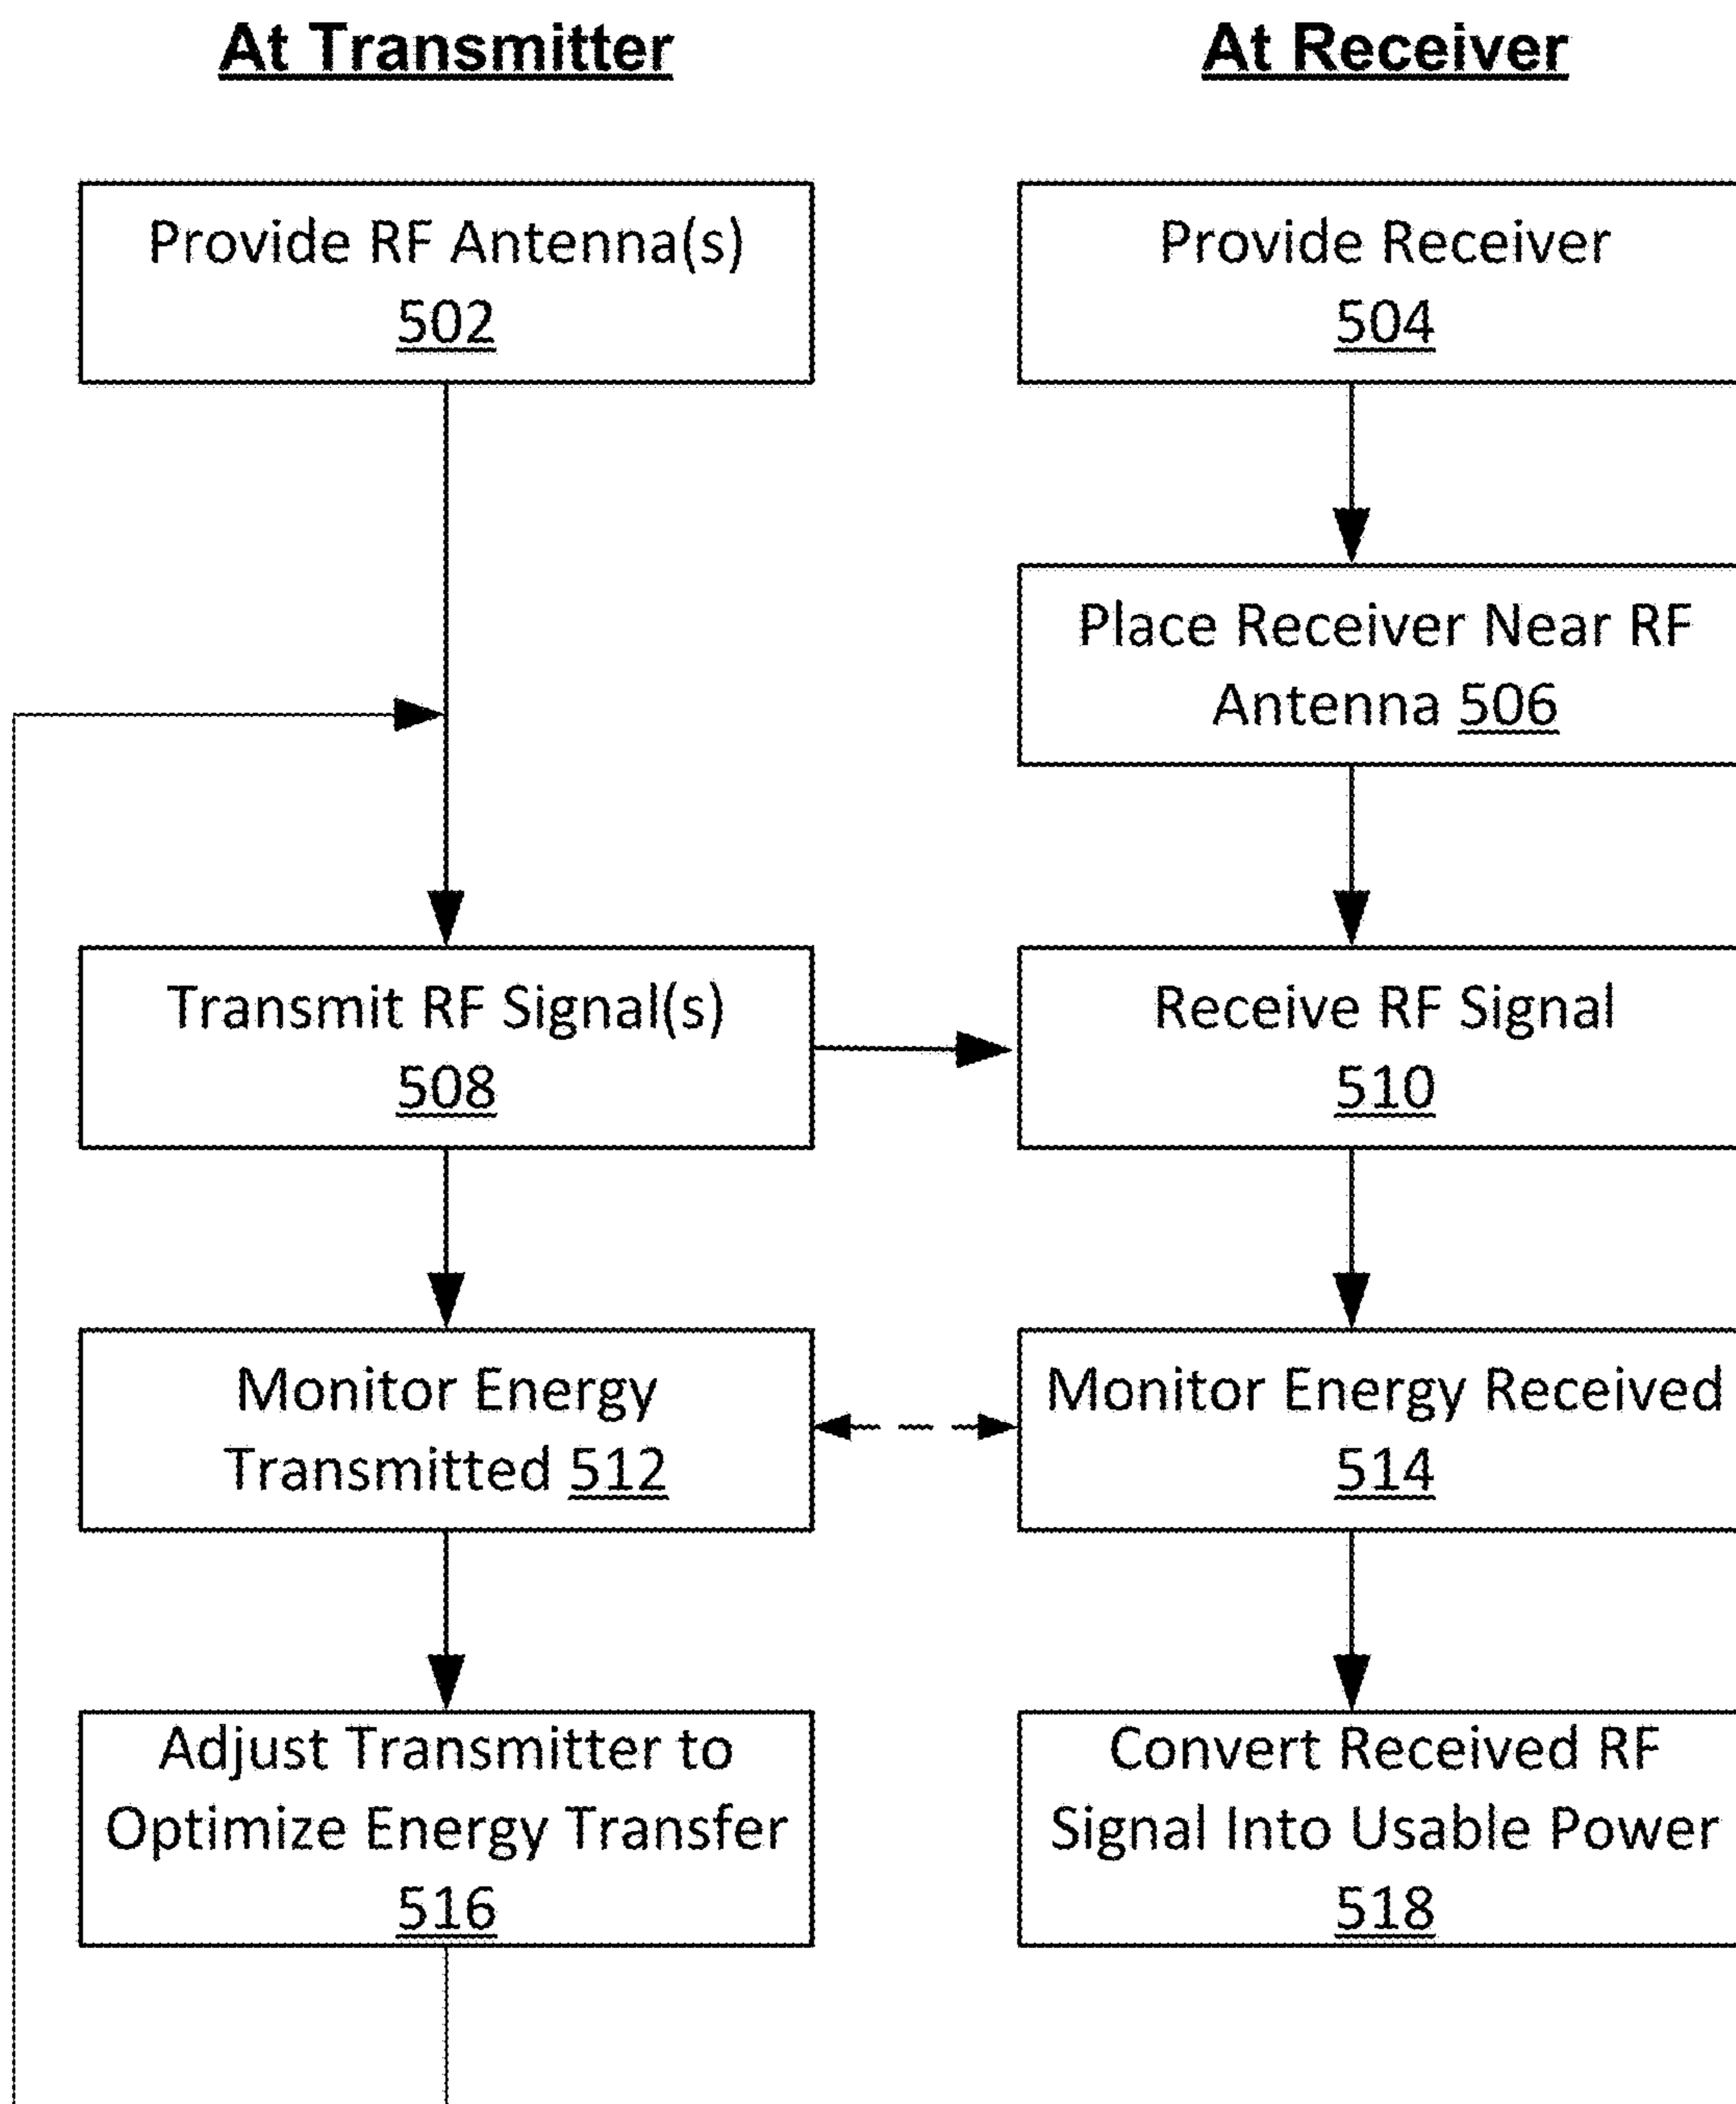 At Transmitter
At Receiver
Provide RF Antenna(s)
502
Provide Receiver
504
Place Receiver Near RF
Antenna 506
Transmit RF Signal(s)
508
Receive RF Signal
510
Monitor Energy
Transmitted 512
Monitor Energy Received
514
Adjust Transmitter to
Optimize Energy Transfer
516
Convert Received RF
Signal Into Usable Power
518